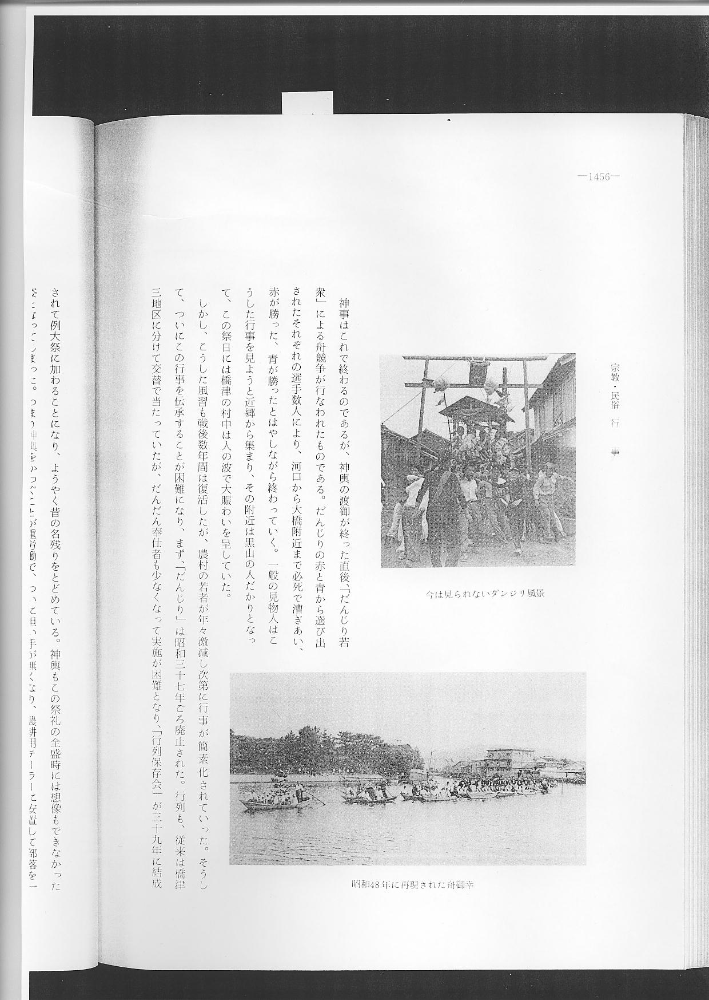 —1456—
宗教・民俗 行 事
今は見られないダンジリ風景
神事はこれで終わるのであるが、神輿の渡御が終った直後、「だんじり若
衆」による舟競争が行なわれたものである。だんじりの赤と青から選び出
されたそれぞれの選手数人により、河口から大橋附近まで必死で漕ぎあい、
赤が勝った、青が勝ったとはやしながら終わっていく。一般の見物人はこ
うした行事を見ようと近郷から集まり、その附近は黒山の人だかりとなっ
て、この祭日には橋津の村中は人の波で大賑わいを呈していた。
昭和48年に再現された舟御幸
しかし、こうした風習も戦後数年間は復活したが、農村の若者が年々激減し次第に行事が簡素化されていった。そうし
て、ついにこの行事を伝承することが困難になり、まず、「だんじり」は昭和三十七年ごろ廃止された。行列も、従来は橋津
三地区に分けて交替で当たっていたが、だんだん奉仕者も少なくなって実施が困難となり、「行列保存会」が三十九年に結成
されて例大祭に加わることになり、ようやく昔の名残りをとどめている。神輿もこの祭礼の全盛時には想像もできなかった
祭になってしまった。つまり神輿をかつぐことが重労働で、ついに担い手が無くなり、農耕用テーラーに安置して部落を一